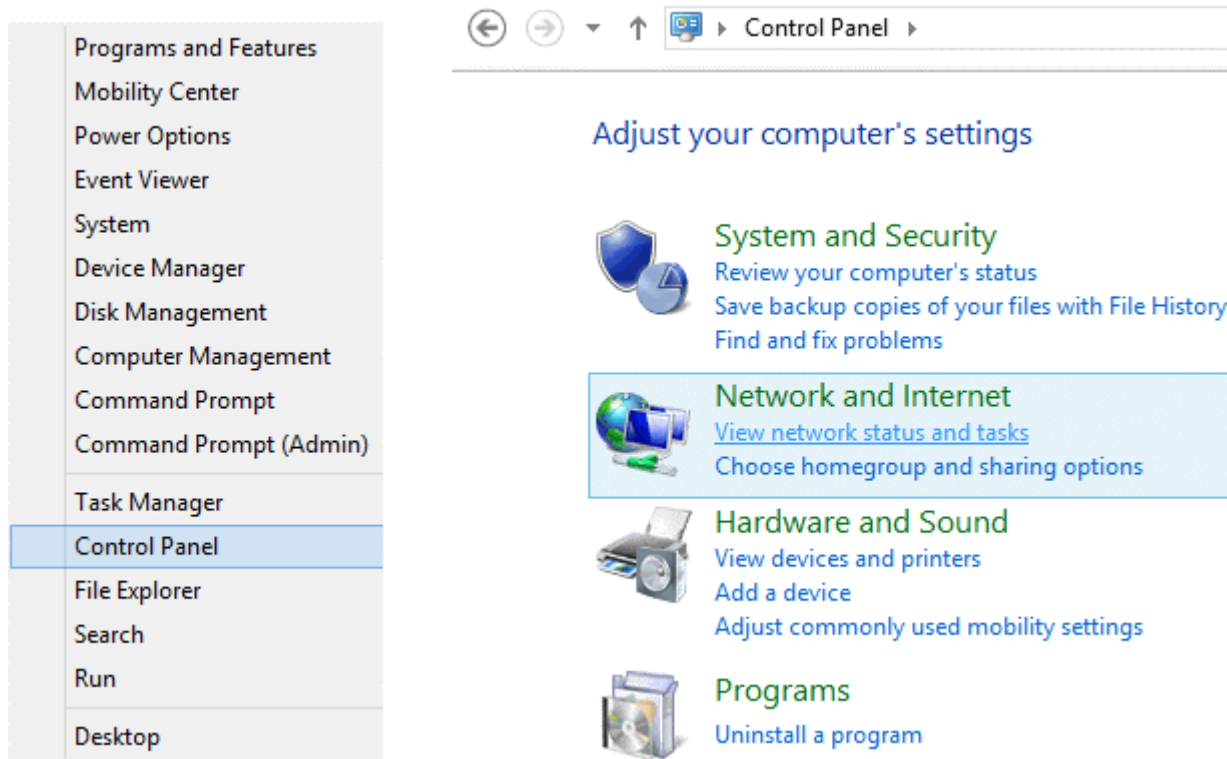 Programs and Features
Mobility Center
Power Options
Event Viewer
System
Device Manager
Disk Management
Computer Management
Command Prompt
Command Prompt (Admin)
Task Manager
Control Panel
File Explorer
Search
Run
Desktop
Control Panel
Adjust your computer's settings
System and Security
Review your computer's status
Save backup copies of your files with File History
Find and fix problems
Network and Internet
View network status and tasks
Choose homegroup and sharing options
Hardware and Sound
View devices and printers
Add a device
Adjust commonly used mobility settings
Programs
Uninstall a program